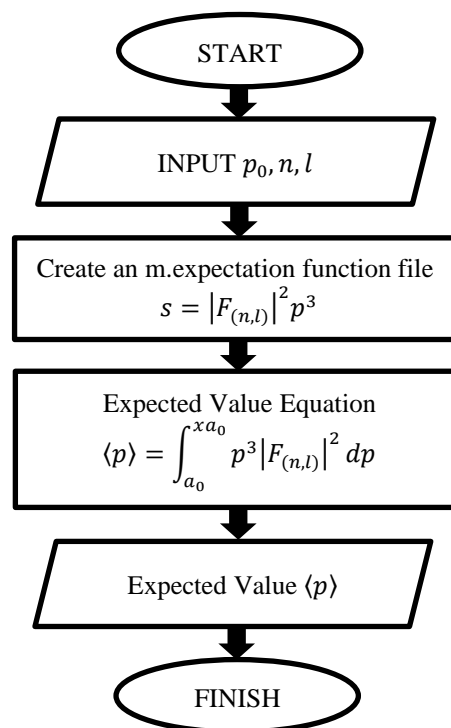 START
INPUT 𝑝₀, 𝑛, 𝑙
Create an m.expectation function file
𝑠 = |𝐹₍ₙ,ₗ₎|² 𝑝³
Expected Value Equation
⟨𝑝⟩ = ∫_{𝑎₀}^{𝑥𝑎₀} 𝑝³ |𝐹₍ₙ,ₗ₎|² 𝑑𝑝
Expected Value ⟨𝑝⟩
FINISH